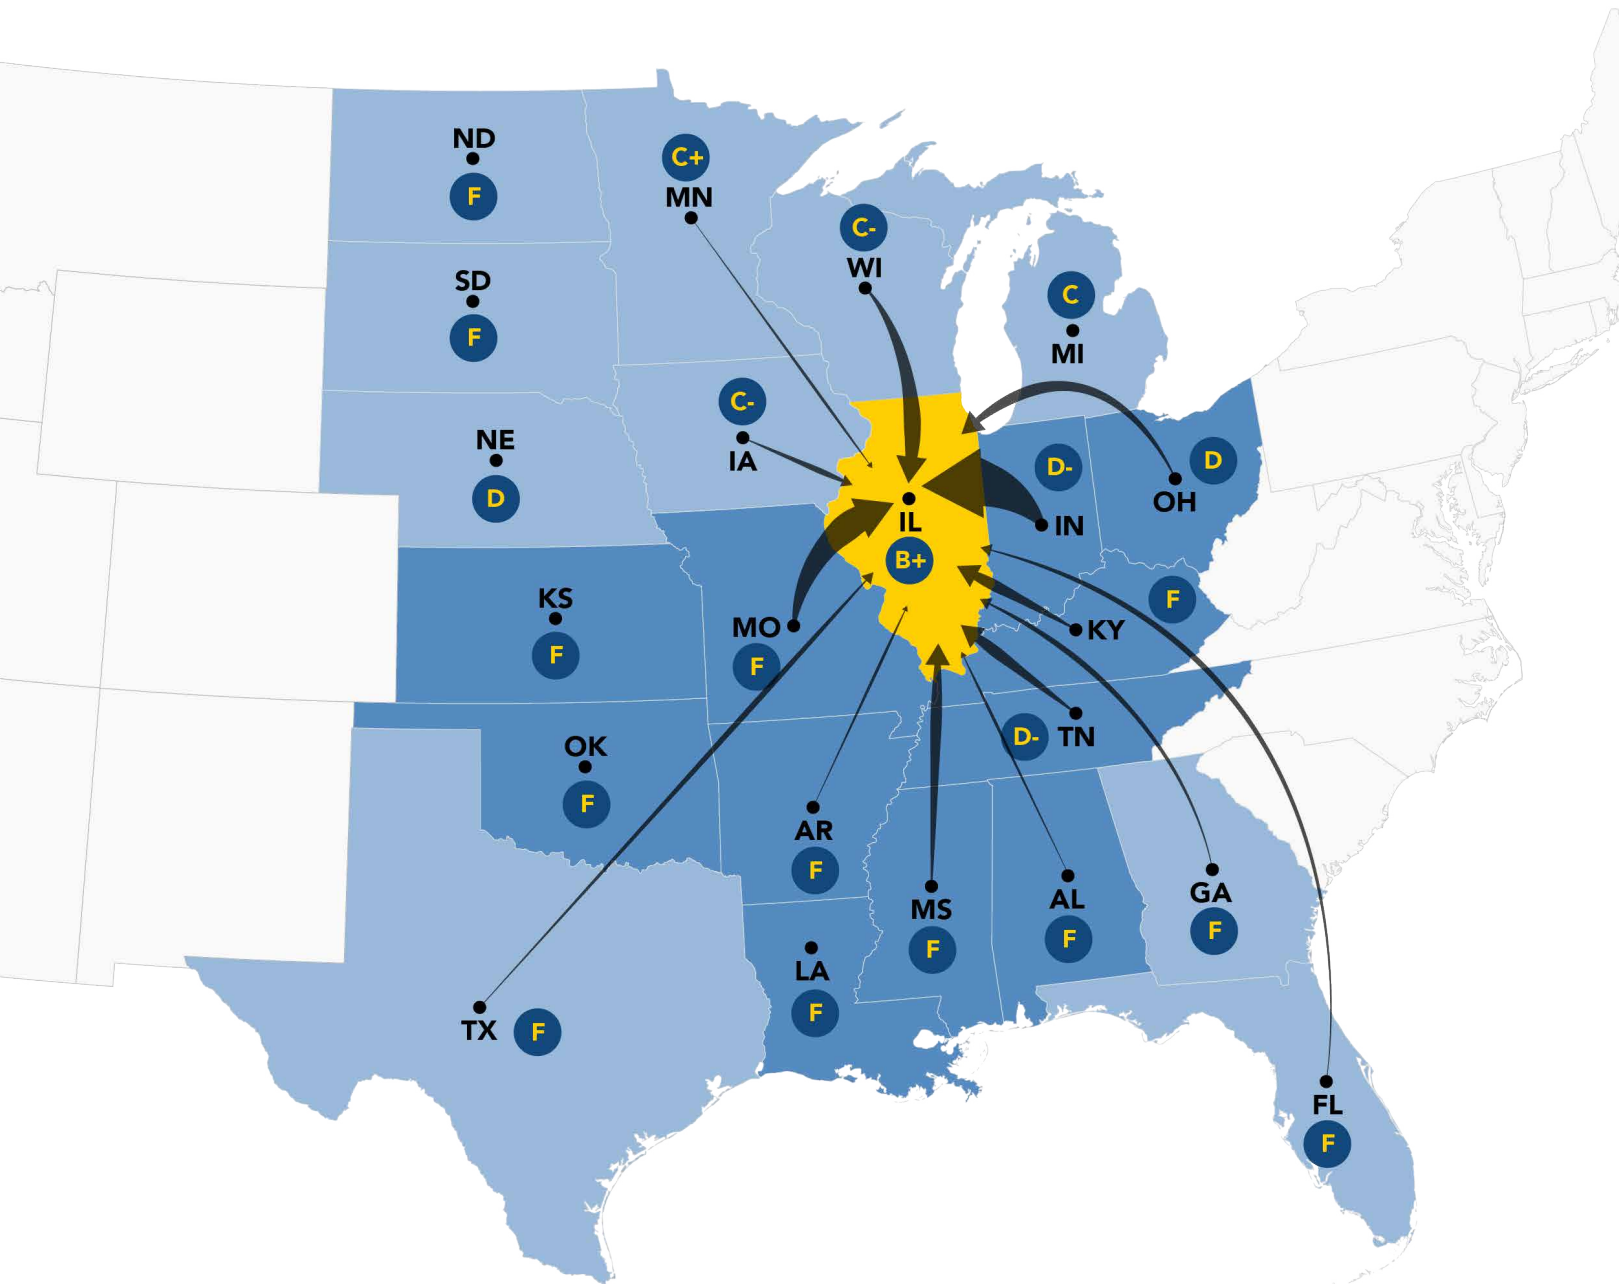 ND
F
C+
MN
C-
WI
SD
F
C
MI
C-
IA
NE
D
D-
IN
D
OH
IL
B+
KS
F
MO
F
KY
F
OK
F
D-
TN
AR
F
MS
F
AL
F
GA
F
LA
F
TX
F
FL
F